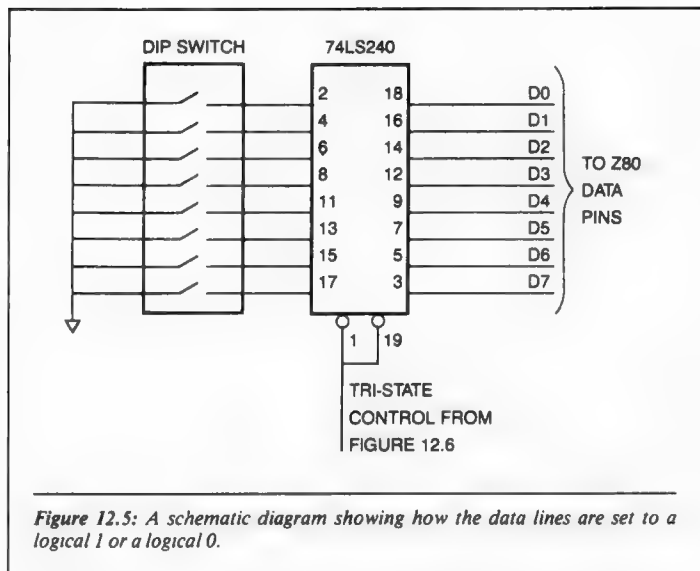 DIP SWITCH
74LS240
2 18 D0
4 16 D1
6 14 D2
8 12 D3
11 9 D4
13 7 D5
15 5 D6
17 3 D7
TO Z80
DATA
PINS
1 19
TRI-STATE
CONTROL FROM
FIGURE 12.6
Figure 12.5: A schematic diagram showing how the data lines are set to a
logical 1 or a logical 0.